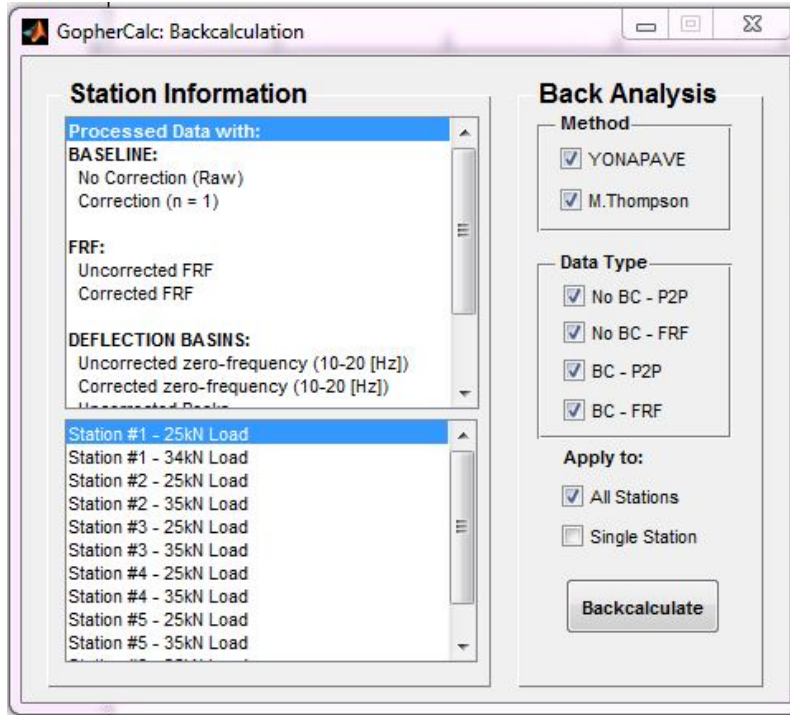 GopherCalc: Backcalculation
Station Information
Processed Data with:
BASELINE:
No Correction (Raw)
Correction (n = 1)
FRF:
Uncorrected FRF
Corrected FRF
DEFLECTION BASINS:
Uncorrected zero-frequency (10-20 [Hz])
Corrected zero-frequency (10-20 [Hz])
Station #1 - 25kN Load
Station #1 - 34kN Load
Station #2 - 25kN Load
Station #2 - 35kN Load
Station #3 - 25kN Load
Station #3 - 35kN Load
Station #4 - 25kN Load
Station #4 - 35kN Load
Station #5 - 25kN Load
Station #5 - 35kN Load
Back Analysis
Method
YONAPAVE
M.Thompson
Data Type
No BC - P2P
No BC - FRF
BC - P2P
BC - FRF
Apply to:
All Stations
Single Station
Backcalculate